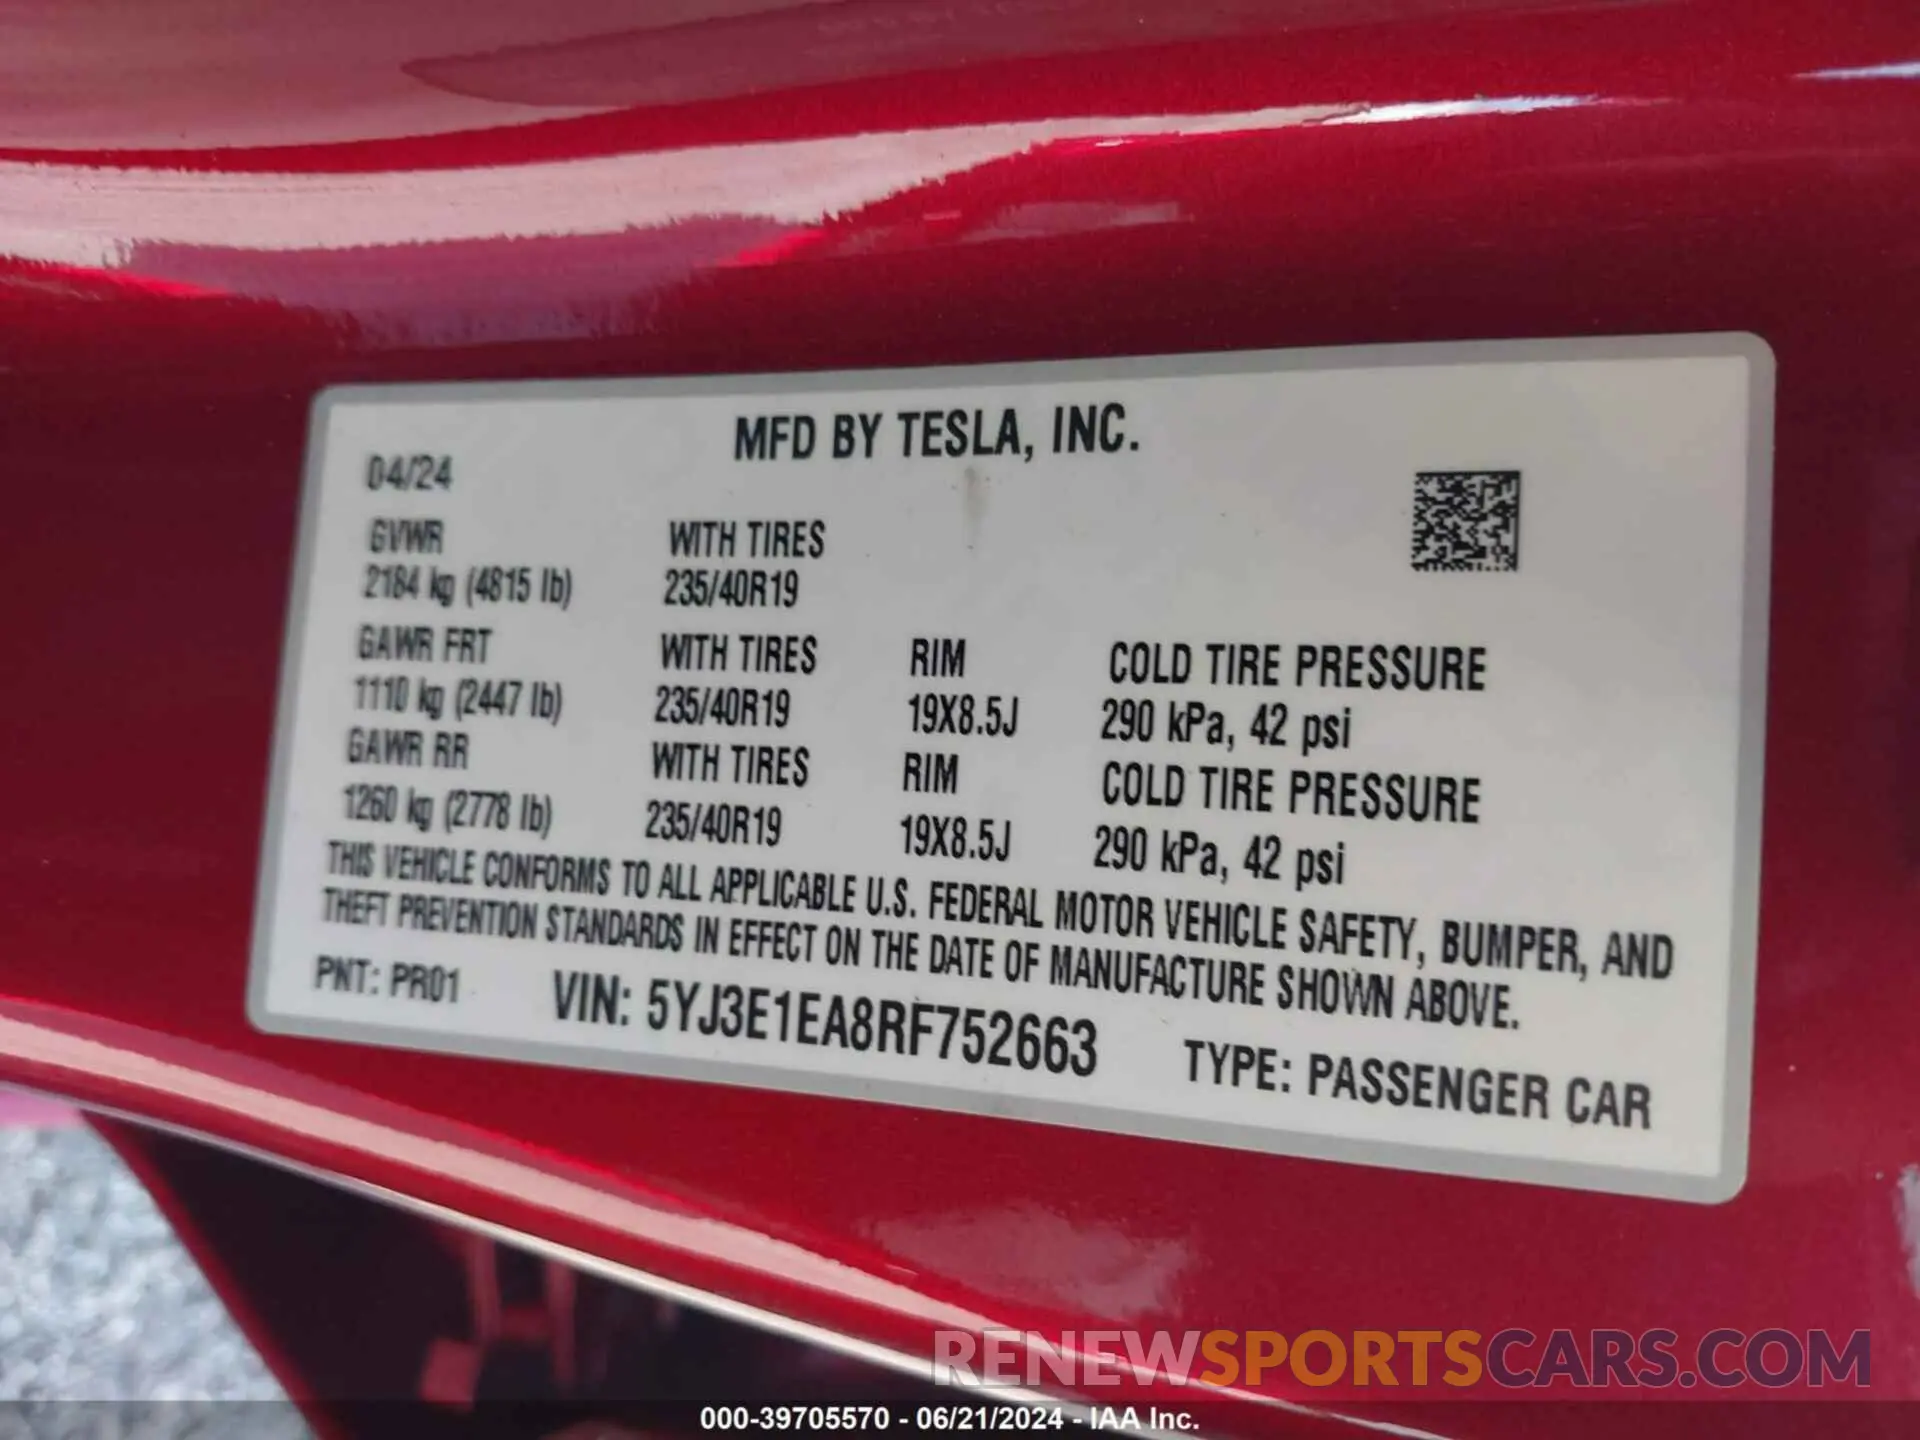 MFD BY TESLA, INC.
04/24
GVWR WITH TIRES
2184 kg (4815 lb) 235/40R19
GAWR FRT WITH TIRES RIM COLD TIRE PRESSURE
1110 kg (2447 lb) 235/40R19 19X8.5J 290 kPa, 42 psi
GAWR RR WITH TIRES RIM COLD TIRE PRESSURE
1260 kg (2778 lb) 235/40R19 19X8.5J 290 kPa, 42 psi
THIS VEHICLE CONFORMS TO ALL APPLICABLE U.S. FEDERAL MOTOR VEHICLE SAFETY, BUMPER, AND
THEFT PREVENTION STANDARDS IN EFFECT ON THE DATE OF MANUFACTURE SHOWN ABOVE.
PNT: PR01 VIN: 5YJ3E1EA8RF752663 TYPE: PASSENGER CAR
RENEWSPORTSCARS.COM
000-39705570 - 06/21/2024 - IAA Inc.